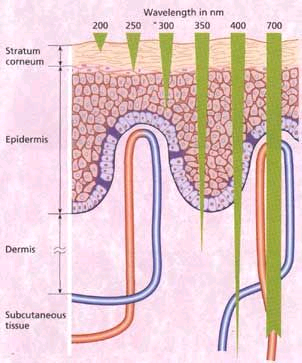 Wavelength in nm
200 250 300 350 400 700
Stratum
corneum
Epidermis
Dermis
Subcutaneous
tissue